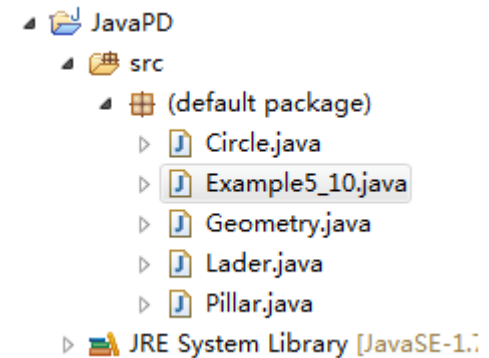 JavaPD
src
(default package)
Circle.java
Example5_10.java
Geometry.java
Lader.java
Pillar.java
JRE System Library [JavaSE-1.